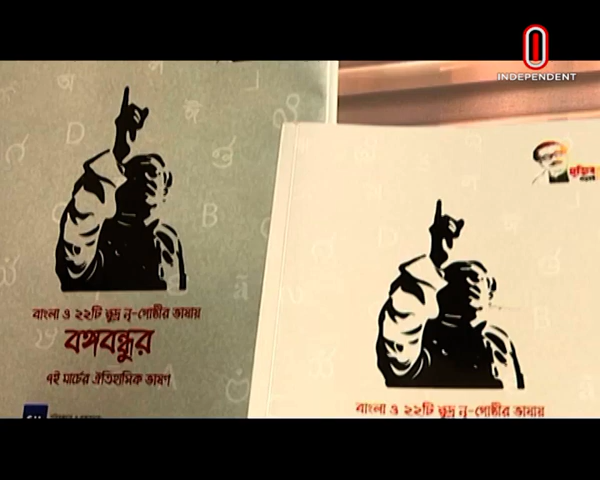 INDEPENDENT
বাংলা ও ২২টি ক্ষুদ্র নৃ-গোষ্ঠীর ভাষায়
বঙ্গবন্ধুর
৭ই মার্চের ঐতিহাসিক ভাষণ
মুজিব
বাংলা ও ২২টি ক্ষুদ্র নৃ-গোষ্ঠীর ভাষায়